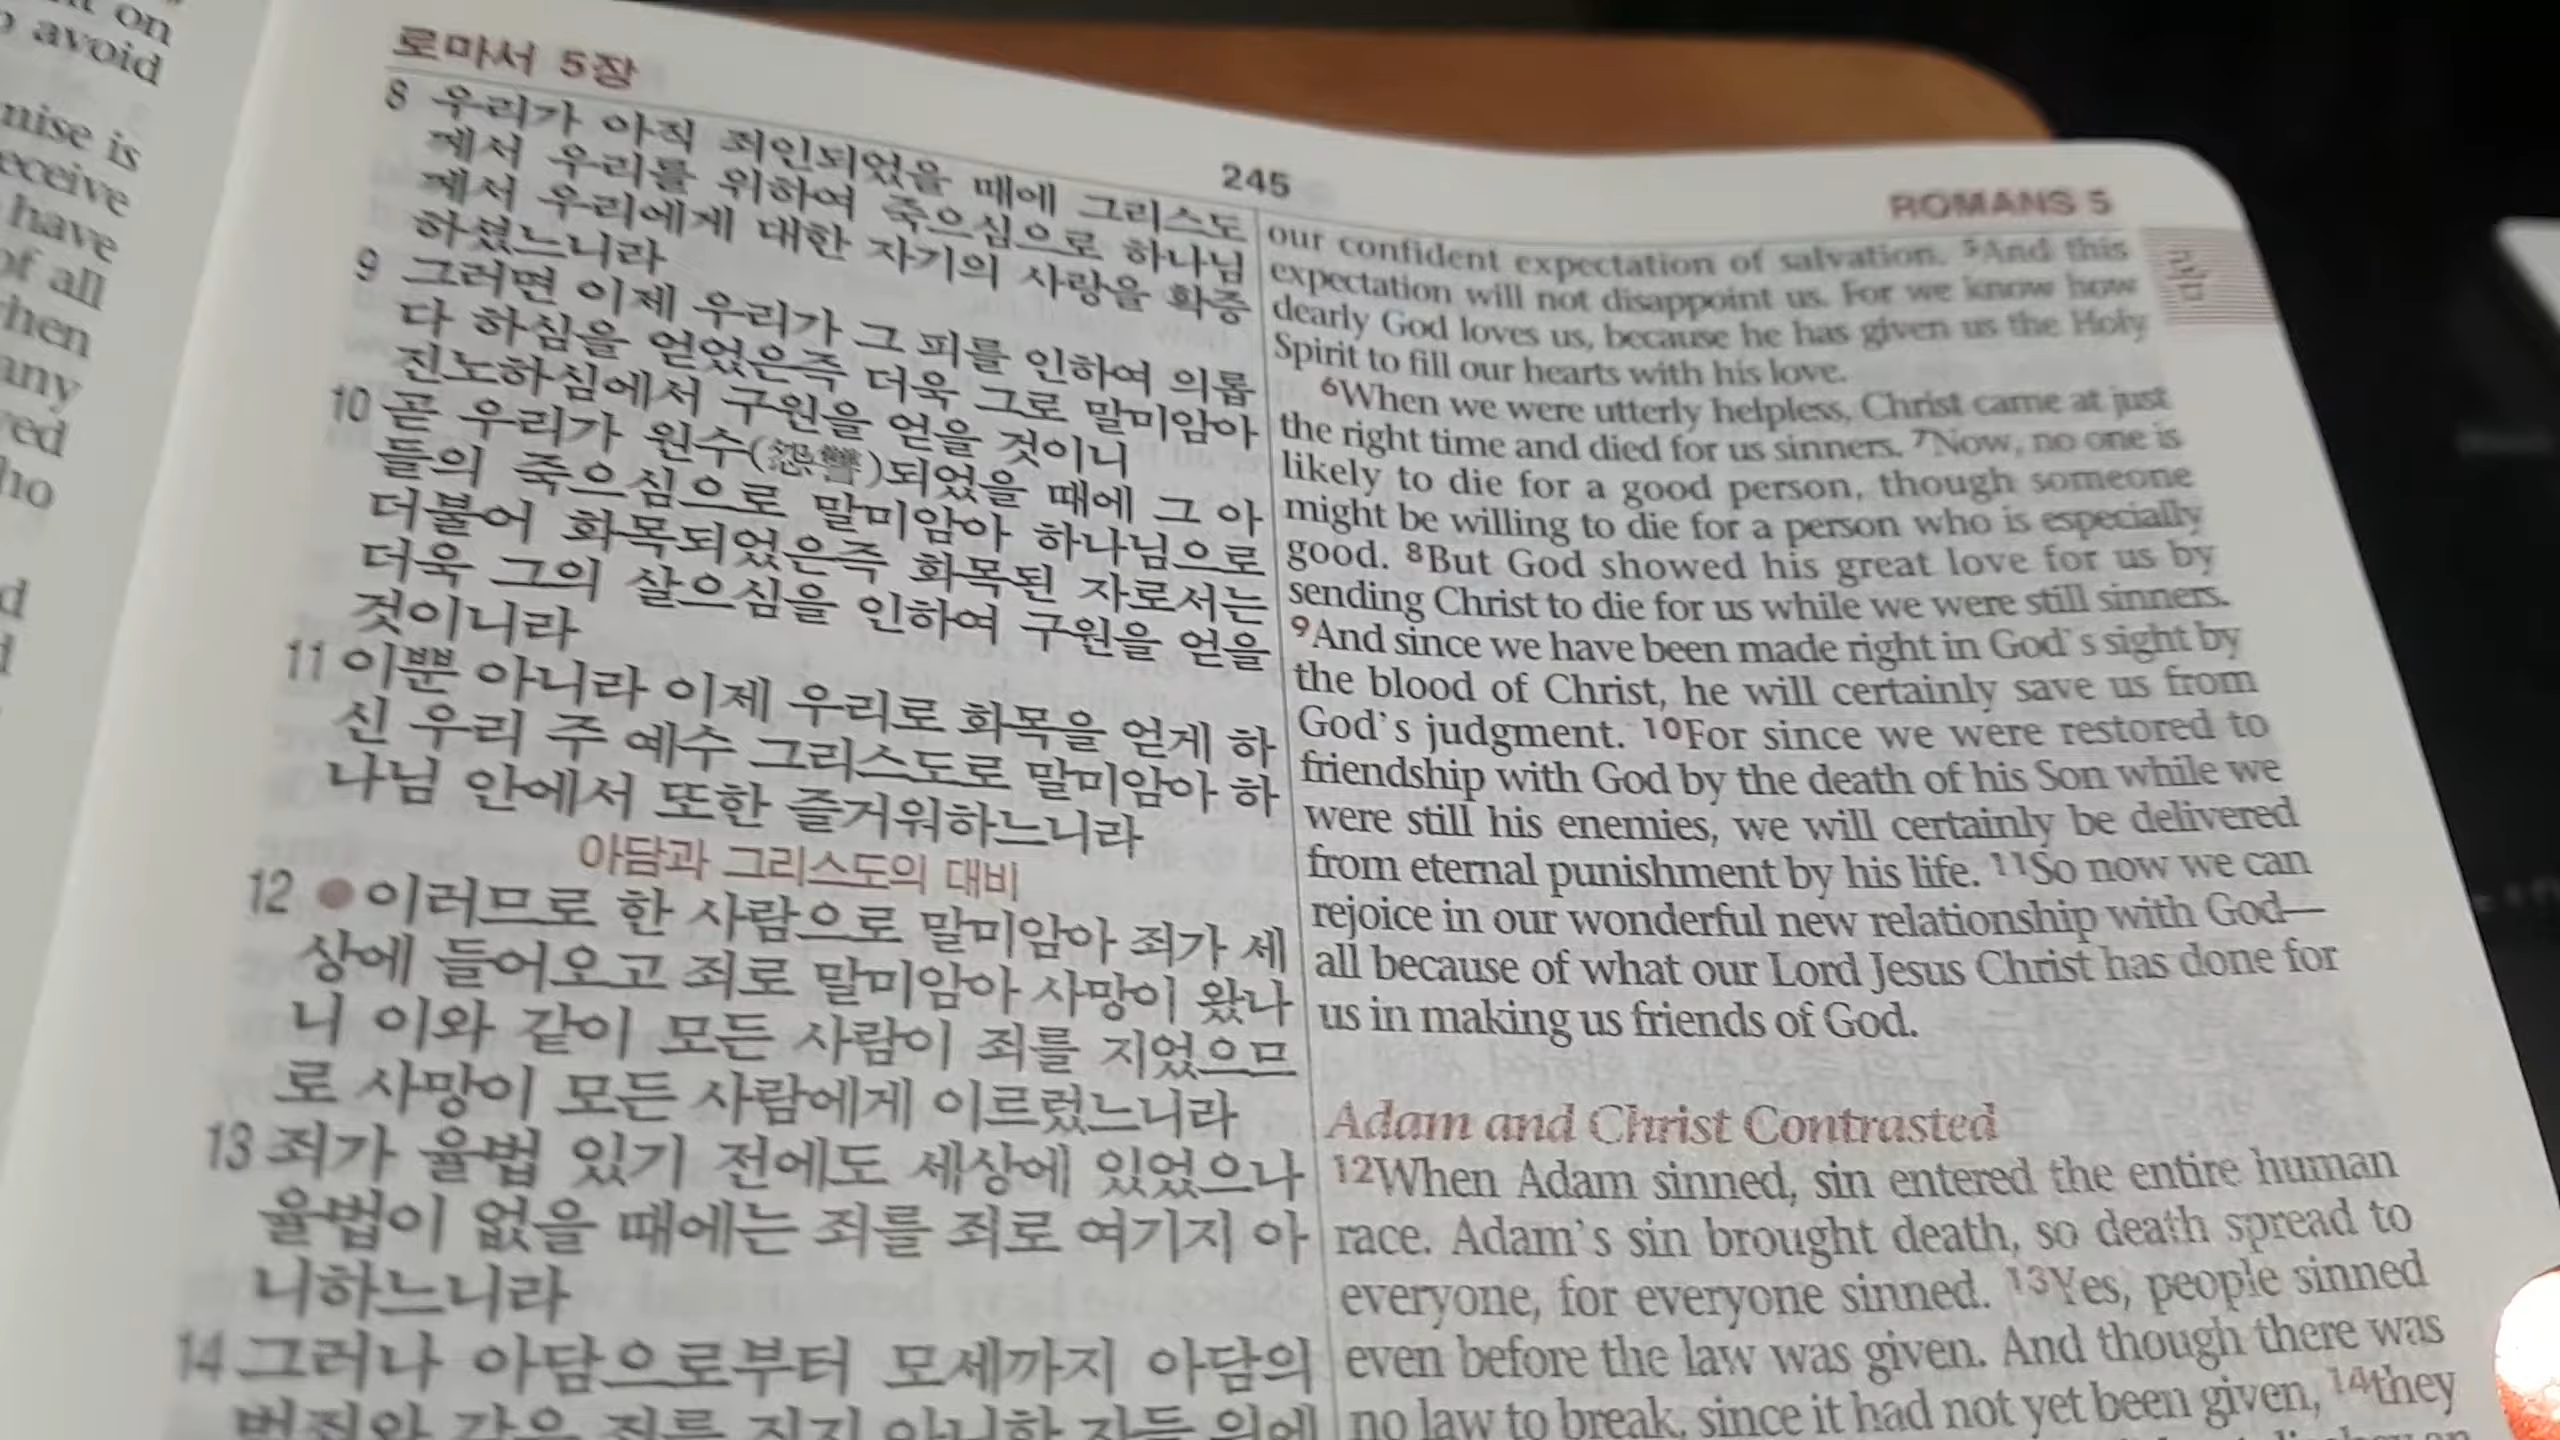 on
avoid
nise is
eceive
have
of all
hen
any
ed
ho
d
로마서 5장
8 우리가 아직 죄인되었을 때에 그리스도
께서 우리를 위하여 죽으심으로 하나님
께서 우리에게 대한 자기의 사랑을 확증
하셨느니라
9 그러면 이제 우리가 그 피를 인하여 의롭
다 하심을 얻었은즉 더욱 그로 말미암아
진노하심에서 구원을 얻을 것이니
10 곧 우리가 원수(怨讐)되었을 때에 그 아
들의 죽으심으로 말미암아 하나님으로
더불어 화목되었은즉 화목된 자로서는
더욱 그의 살으심을 인하여 구원을 얻을
것이니라
11 이뿐 아니라 이제 우리로 화목을 얻게 하
신 우리 주 예수 그리스도로 말미암아 하
나님 안에서 또한 즐거워하느니라
아담과 그리스도의 대비
12 ●이러므로 한 사람으로 말미암아 죄가 세
상에 들어오고 죄로 말미암아 사망이 왔나
니 이와 같이 모든 사람이 죄를 지었으므
로 사망이 모든 사람에게 이르렀느니라
13 죄가 율법 있기 전에도 세상에 있었으나
율법이 없을 때에는 죄를 죄로 여기지 아
니하느니라
14 그러나 아담으로부터 모세까지 아담의
범죄와 같은 죄를 짓지 아니한 자들 위에
245
ROMANS 5
롬
our confident expectation of salvation. 5And this
expectation will not disappoint us. For we know how
dearly God loves us, because he has given us the Holy
Spirit to fill our hearts with his love.
6When we were utterly helpless, Christ came at just
the right time and died for us sinners. 7Now, no one is
likely to die for a good person, though someone
might be willing to die for a person who is especially
good. 8But God showed his great love for us by
sending Christ to die for us while we were still sinners.
9And since we have been made right in God's sight by
the blood of Christ, he will certainly save us from
God's judgment. 10For since we were restored to
friendship with God by the death of his Son while we
were still his enemies, we will certainly be delivered
from eternal punishment by his life. 11So now we can
rejoice in our wonderful new relationship with God—
all because of what our Lord Jesus Christ has done for
us in making us friends of God.
Adam and Christ Contrasted
12When Adam sinned, sin entered the entire human
race. Adam's sin brought death, so death spread to
everyone, for everyone sinned. 13Yes, people sinned
even before the law was given. And though there was
no law to break, since it had not yet been given, 14they